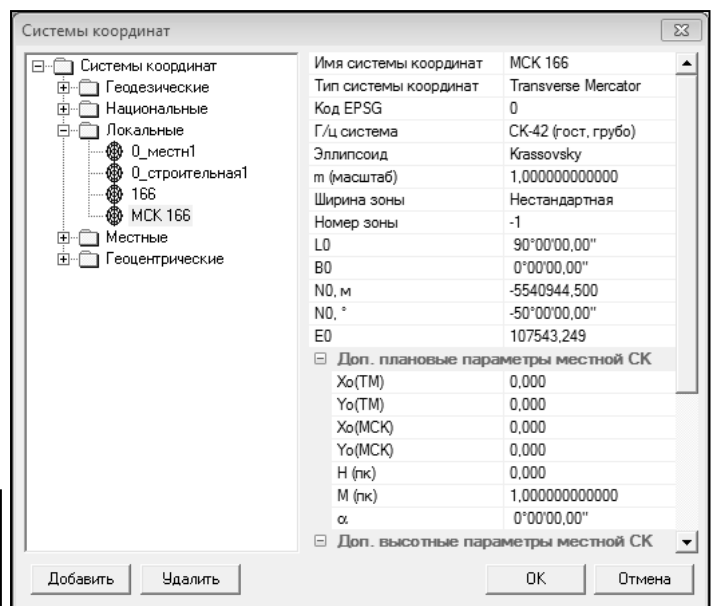 Системы координат
Системы координат
Геодезические
Национальные
Локальные
0_местн1
0_строительная1
166
МСК 166
Местные
Геоцентрические
Имя системы координат МСК 166
Тип системы координат Transverse Mercator
Код EPSG 0
Г/ц система СК-42 (гост, грубо)
Эллипсоид Krassovsky
m (масштаб) 1,000000000000
Ширина зоны Нестандартная
Номер зоны -1
L0 90°00'00,00"
B0 0°00'00,00"
N0, м -5540944,500
N0, ° -50°00'00,00"
E0 107543,249
Доп. плановые параметры местной СК
Xo(ТМ) 0,000
Yo(ТМ) 0,000
Xo(МСК) 0,000
Yo(МСК) 0,000
Н (пк) 0,000
М (пк) 1,000000000000
α 0°00'00,00"
Доп. высотные параметры местной СК
Добавить Удалить OK Отмена